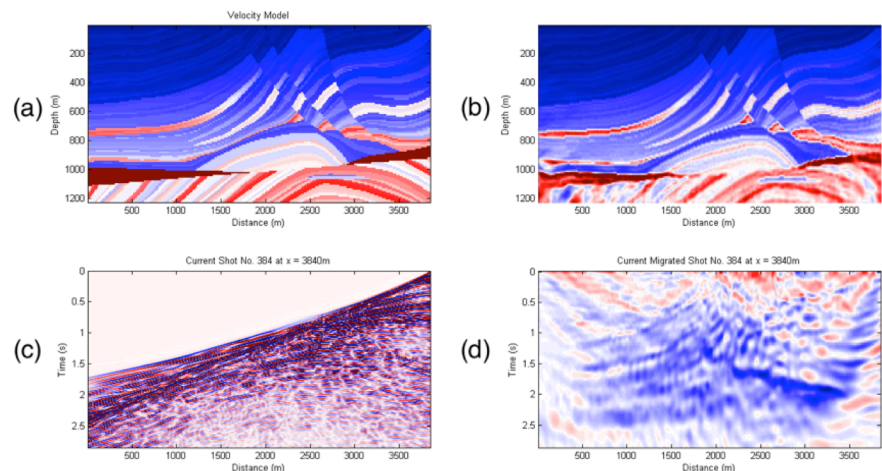 Velocity Model
(a)
Depth (m)
200
400
600
800
1000
1200
500 1000 1500 2000 2500 3000 3500
Distance (m)
(b)
Depth (m)
200
400
600
800
1000
1200
500 1000 1500 2000 2500 3000 3500
Distance (m)
Current Shot No. 384 at x = 3840m
(c)
Time (s)
0
0.5
1
1.5
2
2.5
500 1000 1500 2000 2500 3000 3500
Distance (m)
Current Migrated Shot No. 384 at x = 3840m
(d)
Time (s)
0
0.5
1
1.5
2
2.5
500 1000 1500 2000 2500 3000 3500
Distance (m)